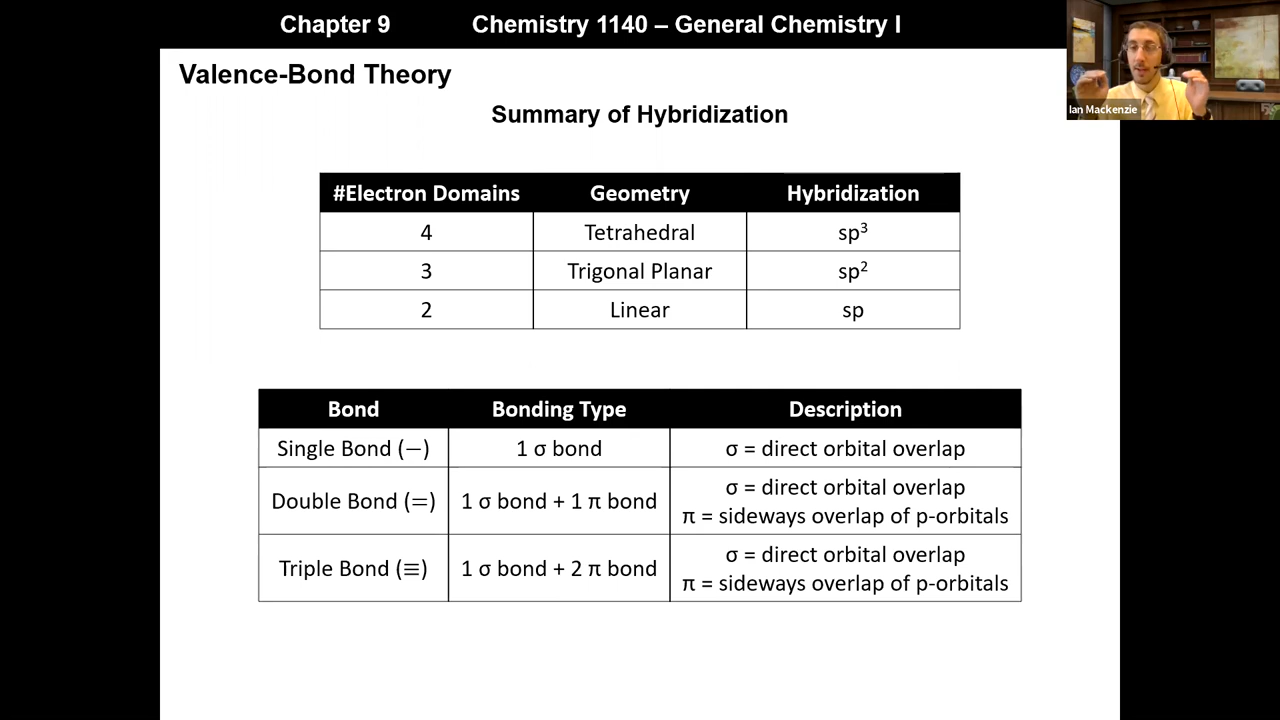 Chapter 9
Chemistry 1140 – General Chemistry I
Ian Mackenzie
Valence-Bond Theory
Summary of Hybridization
#Electron Domains Geometry Hybridization
4 Tetrahedral sp³
3 Trigonal Planar sp²
2 Linear sp
Bond Bonding Type Description
Single Bond (−) 1 σ bond σ = direct orbital overlap
Double Bond (=) 1 σ bond + 1 π bond σ = direct orbital overlap
π = sideways overlap of p-orbitals
Triple Bond (≡) 1 σ bond + 2 π bond σ = direct orbital overlap
π = sideways overlap of p-orbitals